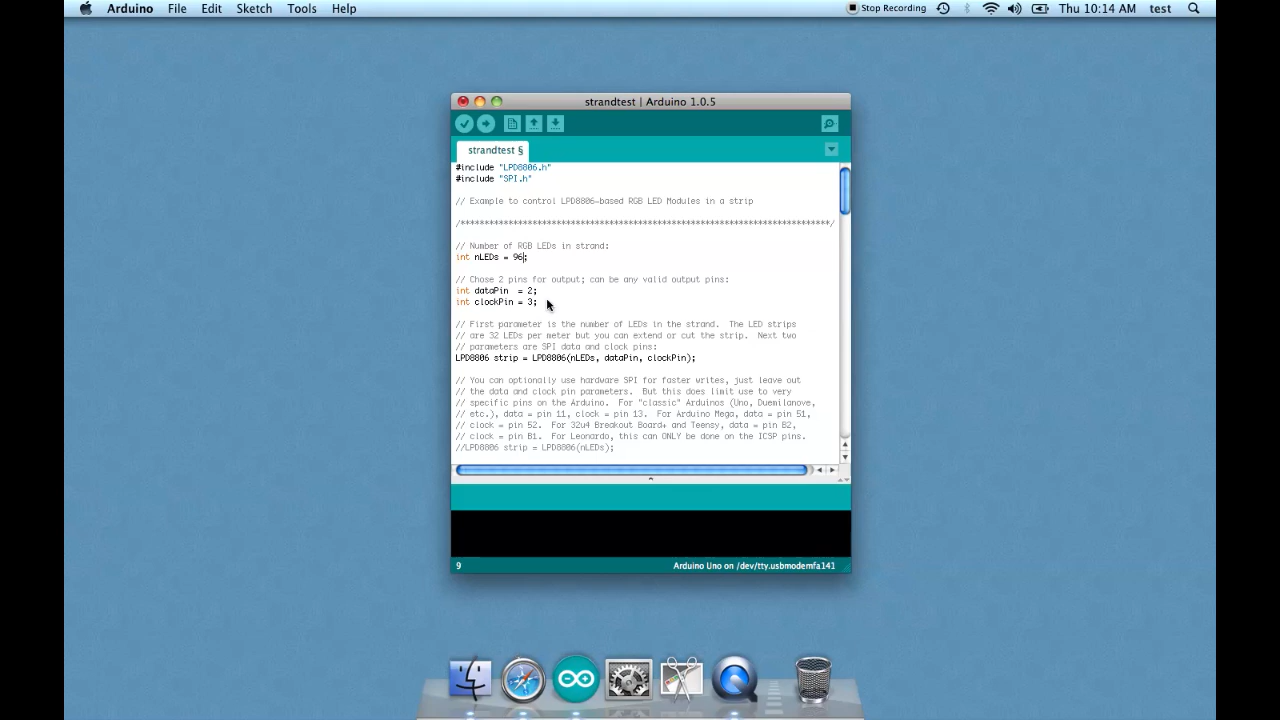 Arduino File Edit Sketch Tools Help Stop Recording Thu 10:14 AM test
strandtest | Arduino 1.0.5
strandtest §
#include "LPD8806.h"
#include "SPI.h"
// Example to control LPD8806-based RGB LED Modules in a strip
/*****************************************************************************/
// Number of RGB LEDs in strand:
int nLEDs = 96;
// Chose 2 pins for output; can be any valid output pins:
int dataPin  = 2;
int clockPin = 3;
// First parameter is the number of LEDs in the strand.  The LED strips
// are 32 LEDs per meter but you can extend or cut the strip.  Next two
// parameters are SPI data and clock pins:
LPD8806 strip = LPD8806(nLEDs, dataPin, clockPin);
// You can optionally use hardware SPI for faster writes, just leave out
// the data and clock pin parameters.  But this does limit use to very
// specific pins on the Arduino.  For "classic" Arduinos (Uno, Duemilanove,
// etc.), data = pin 11, clock = pin 13.  For Arduino Mega, data = pin 51,
// clock = pin 52.  For 32u4 Breakout Board+ and Teensy, data = pin B2,
// clock = pin B1.  For Leonardo, this can ONLY be done on the ICSP pins.
//LPD8806 strip = LPD8806(nLEDs);
9 Arduino Uno on /dev/tty.usbmodemfa141